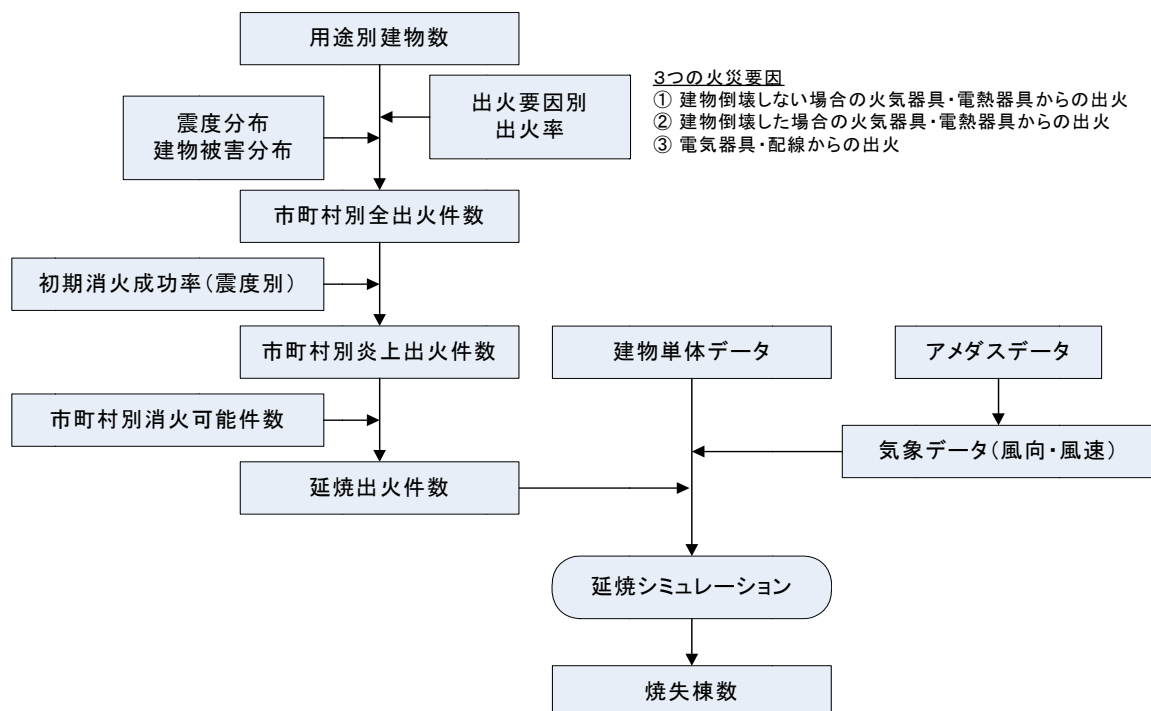 用途別建物数
3つの火災要因
① 建物倒壊しない場合の火気器具・電熱器具からの出火
② 建物倒壊した場合の火気器具・電熱器具からの出火
③ 電気器具・配線からの出火
出火要因別
出火率
震度分布
建物被害分布
市町村別全出火件数
初期消火成功率(震度別)
市町村別炎上出火件数
建物単体データ
アメダスデータ
市町村別消火可能件数
気象データ(風向・風速)
延焼出火件数
延焼シミュレーション
焼失棟数